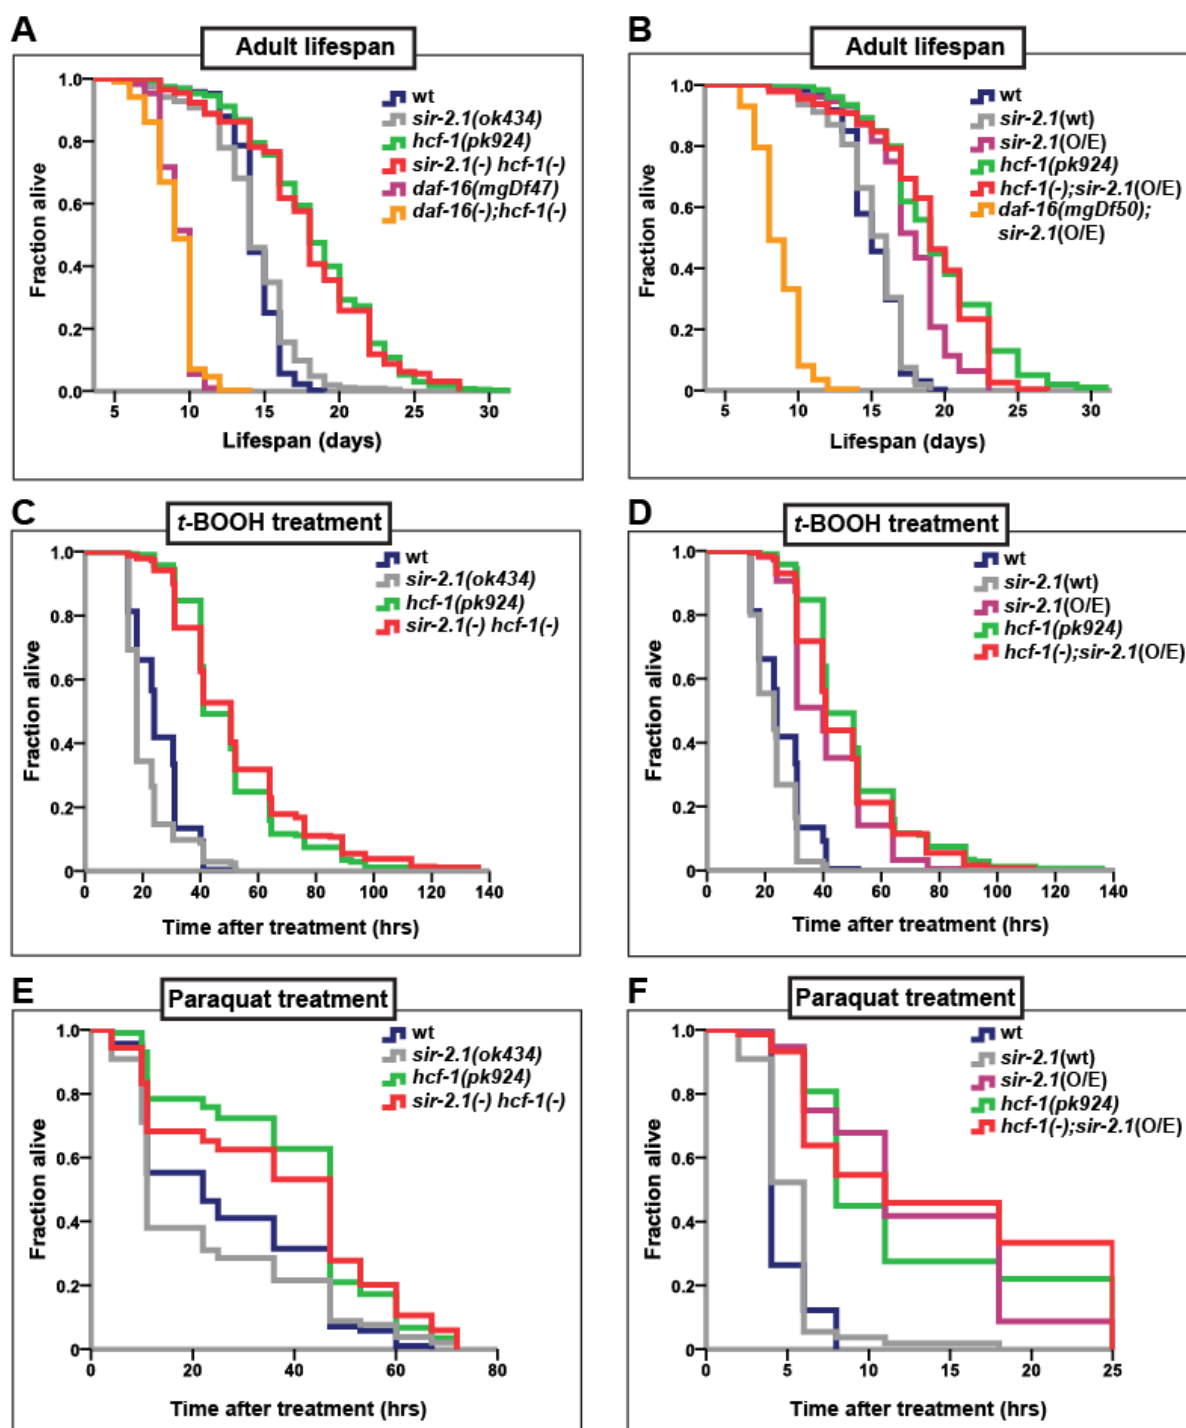 A
Adult lifespan
Fraction alive
1.0
0.8
0.6
0.4
0.2
0.0
5
10
15
20
25
30
Lifespan (days)
wt
sir-2.1(ok434)
hcf-1(pk924)
sir-2.1(-) hcf-1(-)
daf-16(mgDf47)
daf-16(-);hcf-1(-)
B
Adult lifespan
Fraction alive
1.0
0.8
0.6
0.4
0.2
0.0
5
10
15
20
25
30
Lifespan (days)
wt
sir-2.1(wt)
sir-2.1(O/E)
hcf-1(pk924)
hcf-1(-);sir-2.1(O/E)
daf-16(mgDf50);
sir-2.1(O/E)
C
t-BOOH treatment
Fraction alive
1.0
0.8
0.6
0.4
0.2
0
0
20
40
60
80
100
120
140
Time after treatment (hrs)
wt
sir-2.1(ok434)
hcf-1(pk924)
sir-2.1(-) hcf-1(-)
D
t-BOOH treatment
Fraction alive
1.0
0.8
0.6
0.4
0.2
0
0
20
40
60
80
100
120
140
Time after treatment (hrs)
wt
sir-2.1(wt)
sir-2.1(O/E)
hcf-1(pk924)
hcf-1(-);sir-2.1(O/E)
E
Paraquat treatment
Fraction alive
1.0
0.8
0.6
0.4
0.2
0
0
20
40
60
80
Time after treatment (hrs)
wt
sir-2.1(ok434)
hcf-1(pk924)
sir-2.1(-) hcf-1(-)
F
Paraquat treatment
Fraction alive
1.0
0.8
0.6
0.4
0.2
0
0
5
10
15
20
25
Time after treatment (hrs)
wt
sir-2.1(wt)
sir-2.1(O/E)
hcf-1(pk924)
hcf-1(-);sir-2.1(O/E)